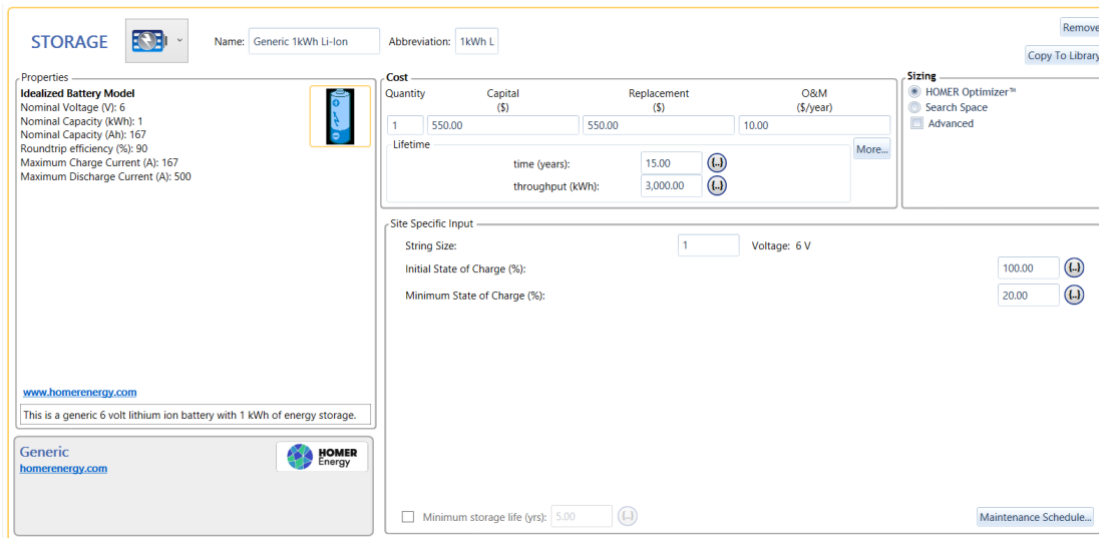 STORAGE
Name: Generic 1kWh Li-Ion Abbreviation: 1kWh L
Remove
Copy To Library
Properties
Idealized Battery Model
Nominal Voltage (V): 6
Nominal Capacity (kWh): 1
Nominal Capacity (Ah): 167
Roundtrip efficiency (%): 90
Maximum Charge Current (A): 167
Maximum Discharge Current (A): 500
www.homerenergy.com
This is a generic 6 volt lithium ion battery with 1 kWh of energy storage.
Generic
homerenergy.com
HOMER
Energy
Cost
Quantity Capital Replacement O&M
($) ($) ($/year)
1 550.00 550.00 10.00
Lifetime
More...
time (years): 15.00 {..}
throughput (kWh): 3,000.00 {..}
Sizing
HOMER Optimizer™
Search Space
Advanced
Site Specific Input
String Size: 1 Voltage: 6 V
Initial State of Charge (%): 100.00 {..}
Minimum State of Charge (%): 20.00 {..}
Minimum storage life (yrs): 5.00 {..}
Maintenance Schedule...